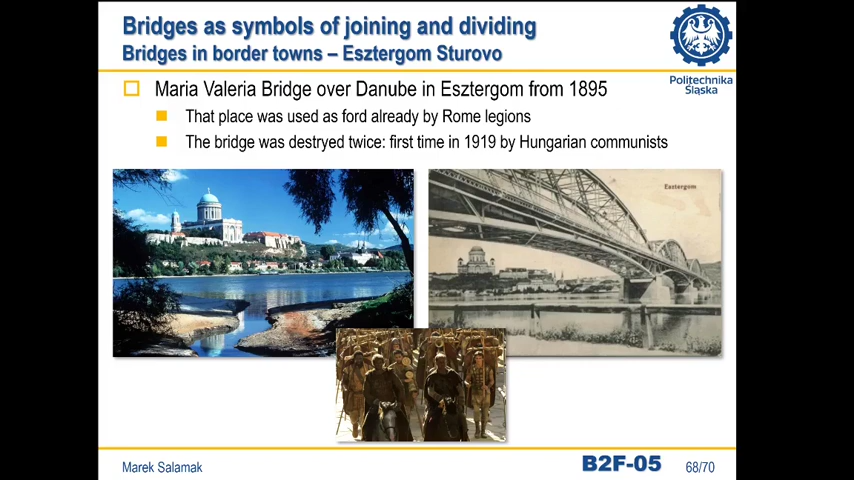 Bridges as symbols of joining and dividing
Bridges in border towns – Esztergom Sturovo
Politechnika
Śląska
Maria Valeria Bridge over Danube in Esztergom from 1895
That place was used as ford already by Rome legions
The bridge was destryed twice: first time in 1919 by Hungarian communists
Esztergom
Marek Salamak
B2F-05
68/70